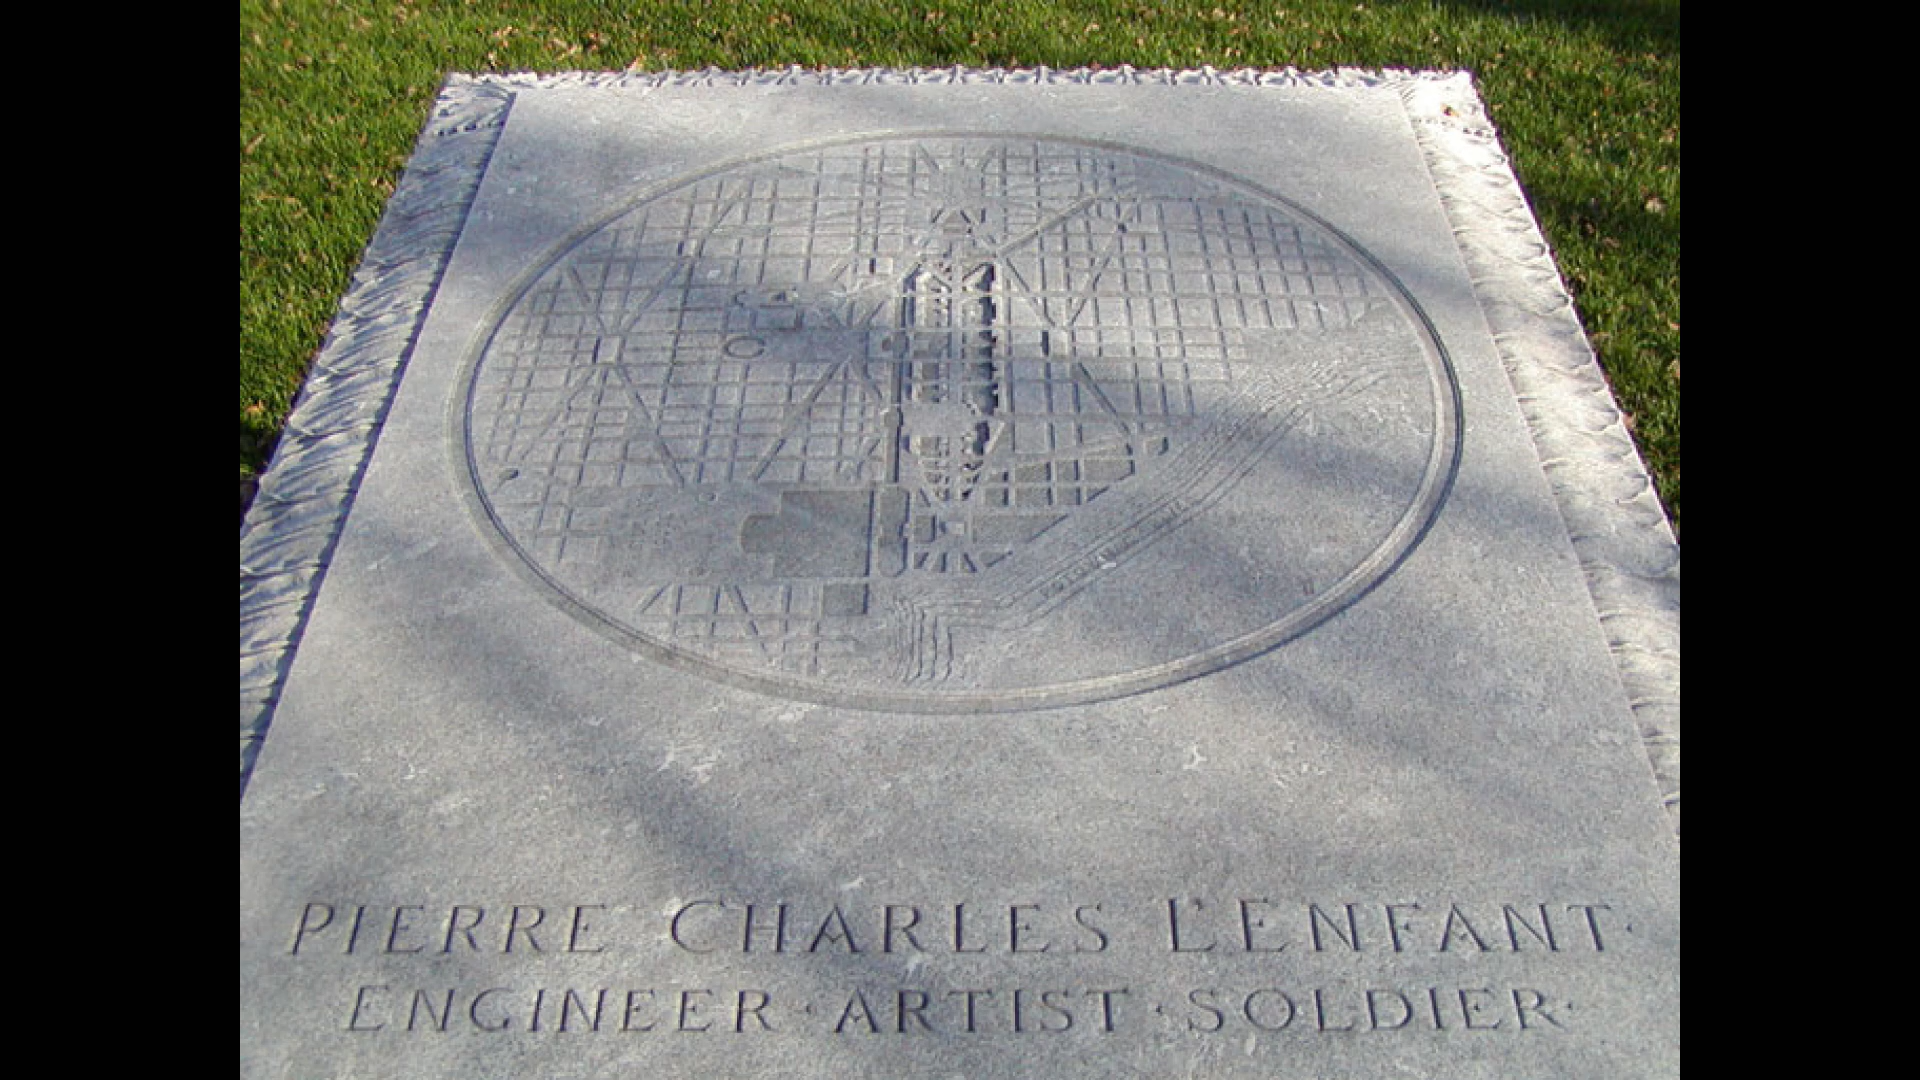 PIERRE CHARLES L'ENFANT·
ENGINEER · ARTIST · SOLDIER ·